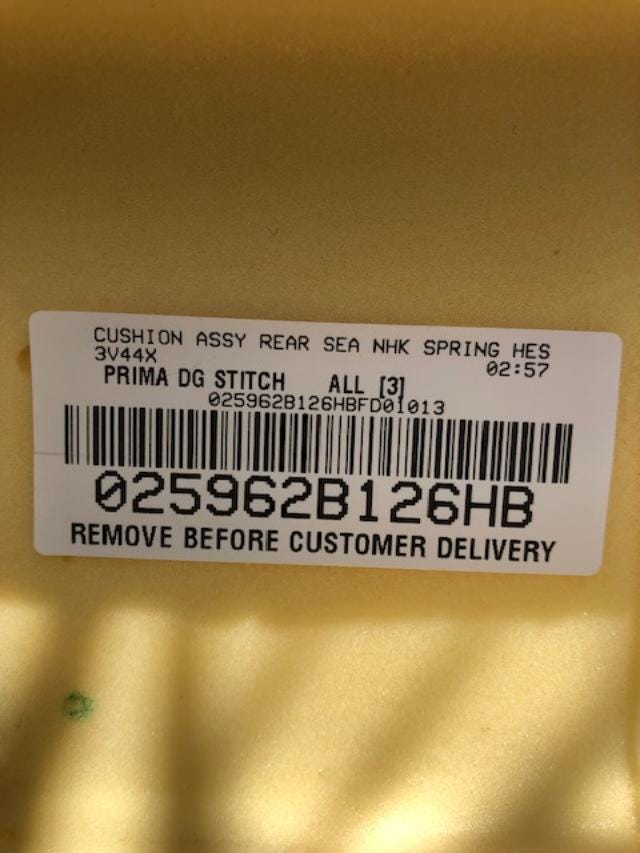 CUSHION ASSY REAR SEA NHK SPRING HES
3V44X 02:57
PRIMA DG STITCH ALL [3]
025962B126HBFD01013
025962B126HB
REMOVE BEFORE CUSTOMER DELIVERY